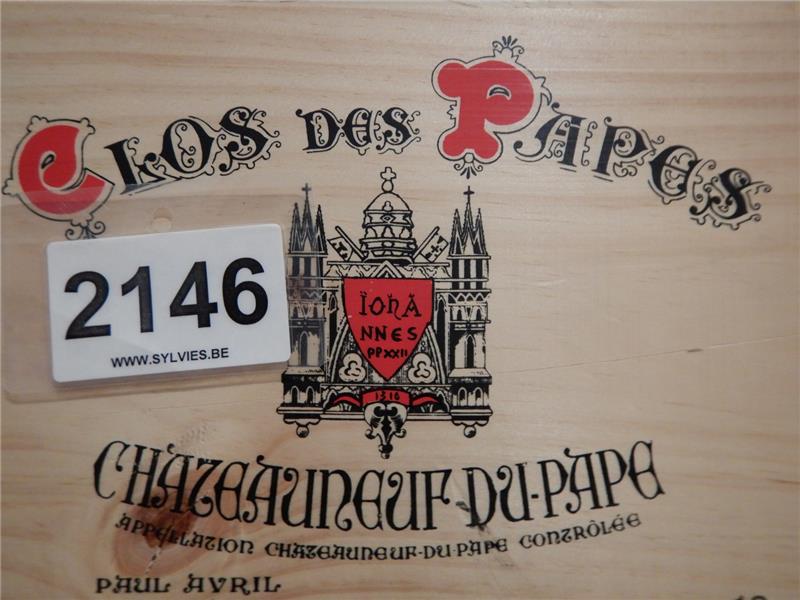 CLOS DES PAPES
2146
WWW.SYLVIES.BE
IOHA
NNES
PP XXII
1316
CHATEAUNEUF-DU-PAPE
APPELLATION CHATEAUNEUF-DU-PAPE CONTRÔLÉE
PAUL AVRIL